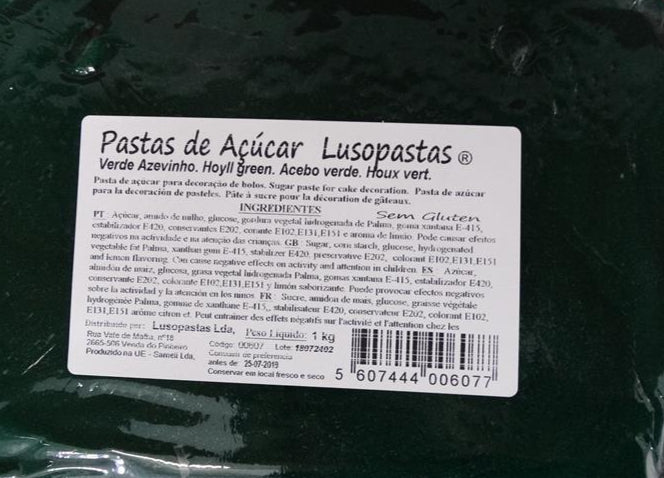 Pastas de Açúcar Lusopastas ®
Verde Azevinho. Hoyll green. Acebo verde. Houx vert.
Pasta de açucar para decoração de bolos. Sugar paste for cake decoration. Pasta de azúcar
para la decoración de pasteles. Pâte à sucre pour la décoration de gâteaux.
INGREDIENTES Sem Gluten
PT : Açúcar, amido de milho, glucose, gordura vegetal hidrogenada de Palma, goma xantana E-415,
estabilizador E420, conservantes E202, corante E102,E131,E151 e aroma de limão. Pode causar efeitos
negativos na actividade e na atenção das crianças. GB : Sugar, corn starch, glucose, hydrogenated
vegetable fat Palma, xanthan gum E-415, stabilizer E420, preservative E202, colorant E102,E131,E151
and lemon flavoring. Can cause negative effects on activity and attention in children. ES : Azúcar,
almidón de maíz, glucosa, grasa vegetal hidrogenada Palma, gomas xantana E-415, estalalizador E420,
conservante E202, colorante E102,E131,E151 y limón saborizante. Puede provocar efectos negativos
sobre la actividad y la atención en los ninos FR : Sucre, amidon de mais, glucose, graisse végétale
hydrogénée Palma, gomme de xanthane E-415,, stabilisateur E420, conservateur E202, colorant E102,
E131,E151 arôme citron et. Peut entraîner des effets négatifs sur l'activité et l'attention chez les
Distribuido por: Lusopastas Lda, Peso Liquido: 1 kg
Rua Vale de Mafra, nº18 Código: 00607 Lote: 18072402
2665-506 Venda do Pinheiro Consumir de preferencia
Produzido na UE - Sameli Lda, antes de: 25-07-2019
Conservar em local fresco e seco 5 607444 006077